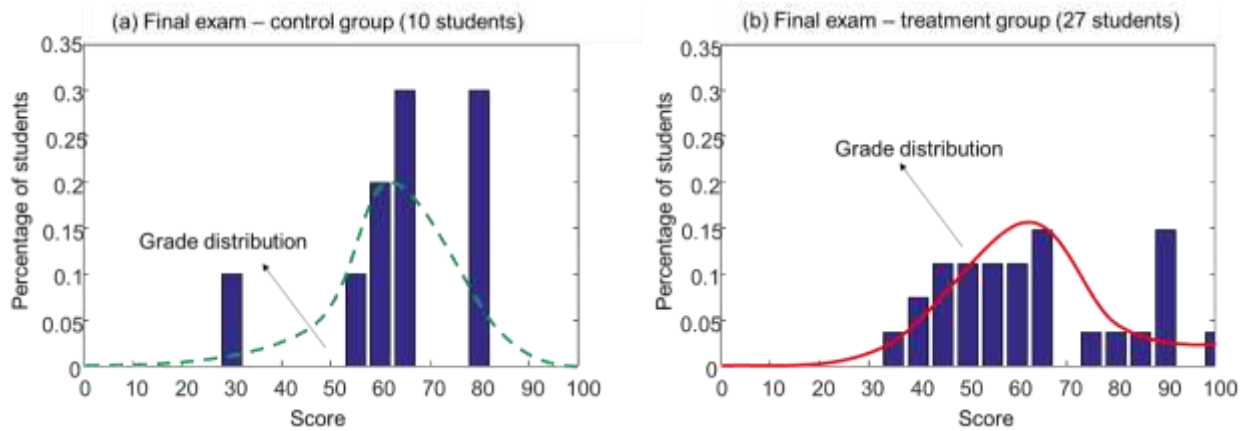 (a) Final exam – control group (10 students)
0.35
0.3
0.25
0.2
0.15
0.1
0.05
0
Percentage of students
Grade distribution
0 10 20 30 40 50 60 70 80 90 100
Score
(b) Final exam – treatment group (27 students)
0.35
0.3
0.25
0.2
0.15
0.1
0.05
0
Percentage of students
Grade distribution
0 10 20 30 40 50 60 70 80 90 100
Score